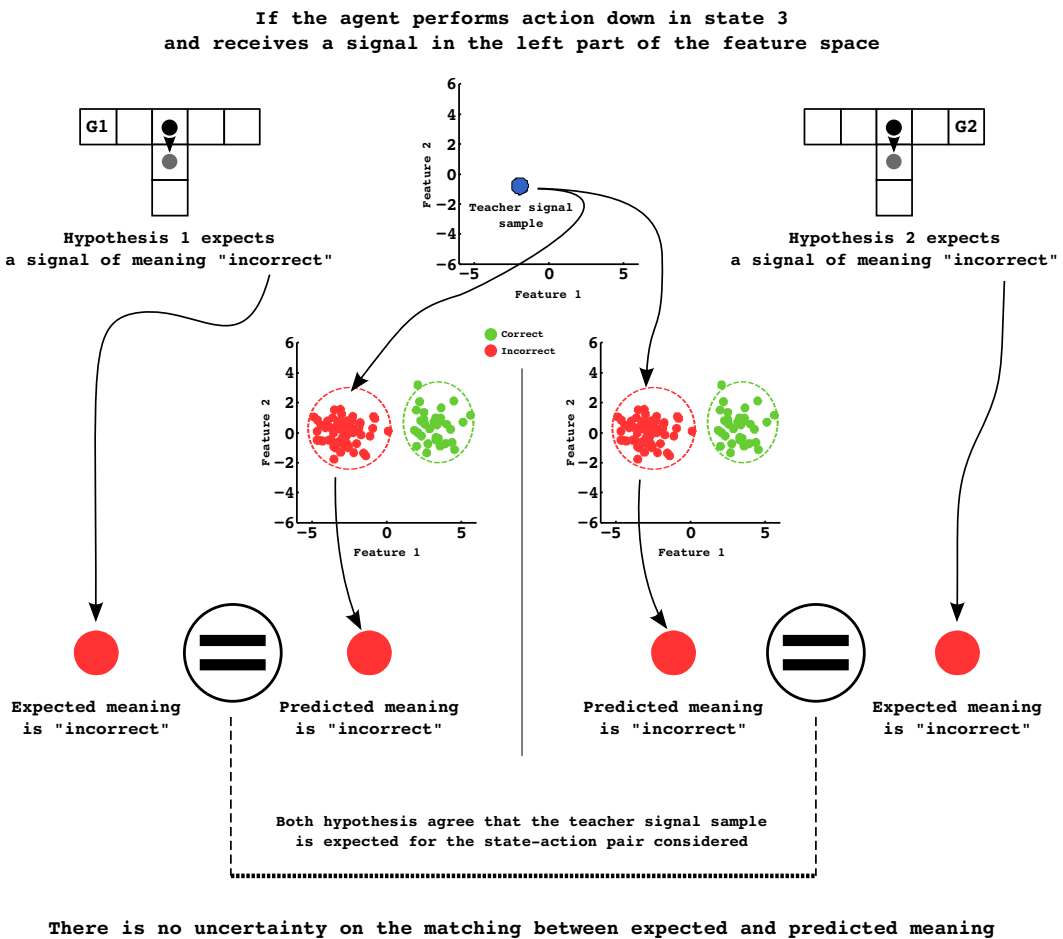 If the agent performs action down in state 3
and receives a signal in the left part of the feature space
G1
Hypothesis 1 expects
a signal of meaning "incorrect"
6
4
2
0
−2
−4
−6
−5
0
5
Feature 2
Feature 1
Teacher signal
sample
G2
Hypothesis 2 expects
a signal of meaning "incorrect"
Correct
Incorrect
6
4
2
0
−2
−4
−6
−5
0
5
Feature 2
Feature 1
6
4
2
0
−2
−4
−6
−5
0
5
Feature 2
Feature 1
Expected meaning
is "incorrect"
Predicted meaning
is "incorrect"
Predicted meaning
is "incorrect"
Expected meaning
is "incorrect"
Both hypothesis agree that the teacher signal sample
is expected for the state-action pair considered
There is no uncertainty on the matching between expected and predicted meaning